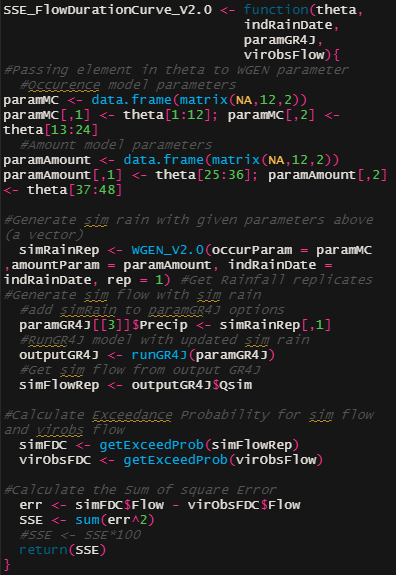 SSE_FlowDurationCurve_V2.0 <- function(theta,
indRainDate,
paramGR4J,
virObsFlow){
#Passing element in theta to WGEN parameter
#Occurence model parameters
paramMC <- data.frame(matrix(NA,12,2))
paramMC[,1] <- theta[1:12]; paramMC[,2] <-
theta[13:24]
#Amount model parameters
paramAmount <- data.frame(matrix(NA,12,2))
paramAmount[,1] <- theta[25:36]; paramAmount[,2]
<- theta[37:48]
#Generate sim rain with given parameters above
(a vector)
simRainRep <- WGEN_V2.0(occurParam = paramMC
,amountParam = paramAmount, indRainDate =
indRainDate, rep = 1) #Get Rainfall replicates
#Generate sim flow with sim rain
#add simRain to paramGR4J options
paramGR4J[[3]]$Precip <- simRainRep[,1]
#RunGR4J model with updated sim rain
outputGR4J <- runGR4J(paramGR4J)
#Get sim flow from output GR4J
simFlowRep <- outputGR4J$Qsim
#Calculate Exceedance Probability for sim flow
and virobs flow
simFDC <- getExceedProb(simFlowRep)
virObsFDC <- getExceedProb(virObsFlow)
#Calculate the Sum of square Error
err <- simFDC$Flow - virObsFDC$Flow
SSE <- sum(err^2)
#SSE <- SSE*100
return(SSE)
}